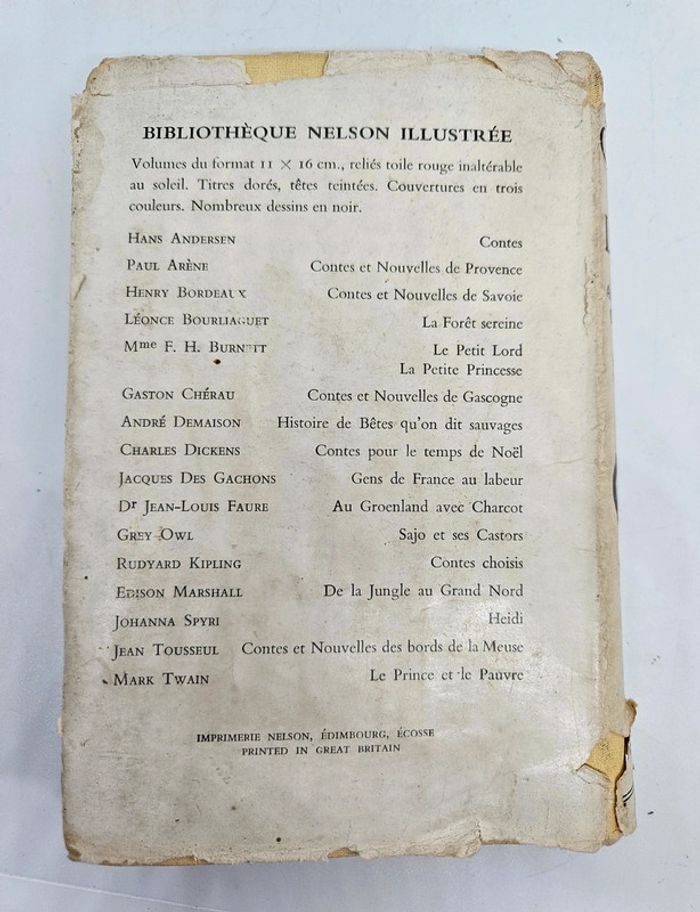 BIBLIOTHÈQUE NELSON ILLUSTRÉE
Volumes du format 11 × 16 cm., reliés toile rouge inaltérable
au soleil. Titres dorés, têtes teintées. Couvertures en trois
couleurs. Nombreux dessins en noir.
HANS ANDERSEN Contes
PAUL ARÈNE Contes et Nouvelles de Provence
HENRY BORDEAUX Contes et Nouvelles de Savoie
LÉONCE BOURLIAGUET La Forêt sereine
Mme F. H. BURNETT Le Petit Lord
La Petite Princesse
GASTON CHÉRAU Contes et Nouvelles de Gascogne
ANDRÉ DEMAISON Histoire de Bêtes qu'on dit sauvages
CHARLES DICKENS Contes pour le temps de Noël
JACQUES DES GACHONS Gens de France au labeur
Dr JEAN-LOUIS FAURE Au Groenland avec Charcot
GREY OWL Sajo et ses Castors
RUDYARD KIPLING Contes choisis
EDISON MARSHALL De la Jungle au Grand Nord
JOHANNA SPYRI Heidi
JEAN TOUSSEUL Contes et Nouvelles des bords de la Meuse
MARK TWAIN Le Prince et le Pauvre
IMPRIMERIE NELSON, ÉDIMBOURG, ÉCOSSE
PRINTED IN GREAT BRITAIN